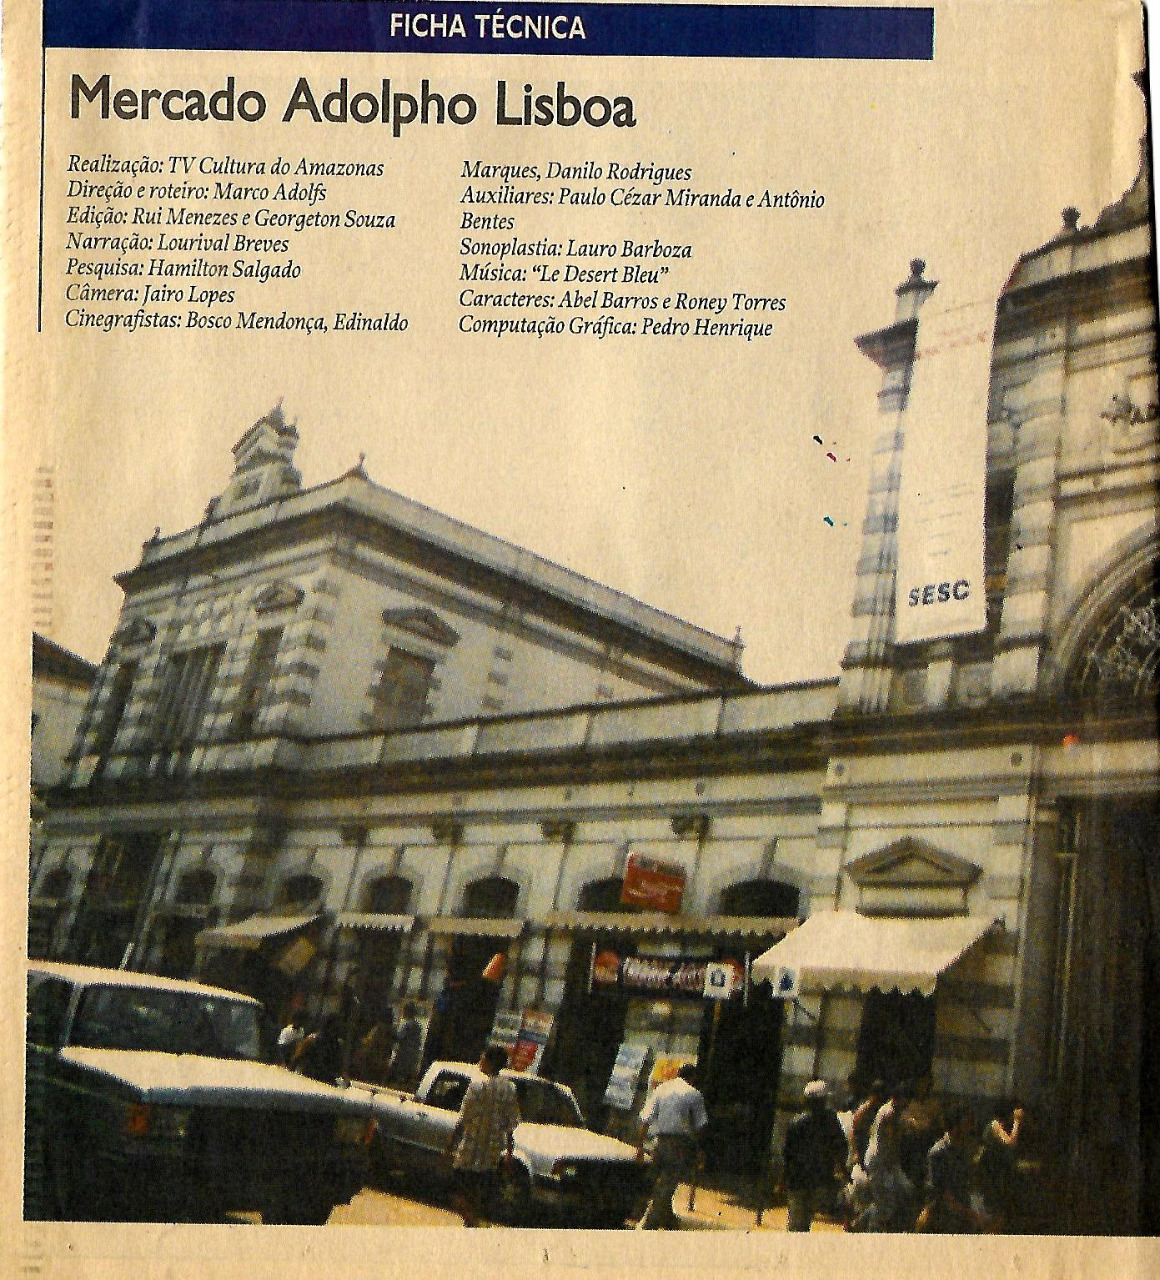 FICHA TÉCNICA
Mercado Adolpho Lisboa
Realização: TV Cultura do Amazonas
Direção e roteiro: Marco Adolfs
Edição: Rui Menezes e Georgeton Souza
Narração: Lourival Breves
Pesquisa: Hamilton Salgado
Câmera: Jairo Lopes
Cinegrafistas: Bosco Mendonça, Edinaldo
Marques, Danilo Rodrigues
Auxiliares: Paulo Cézar Miranda e Antônio
Bentes
Sonoplastia: Lauro Barboza
Música: “Le Desert Bleu”
Caracteres: Abel Barros e Roney Torres
Computação Gráfica: Pedro Henrique
SESC